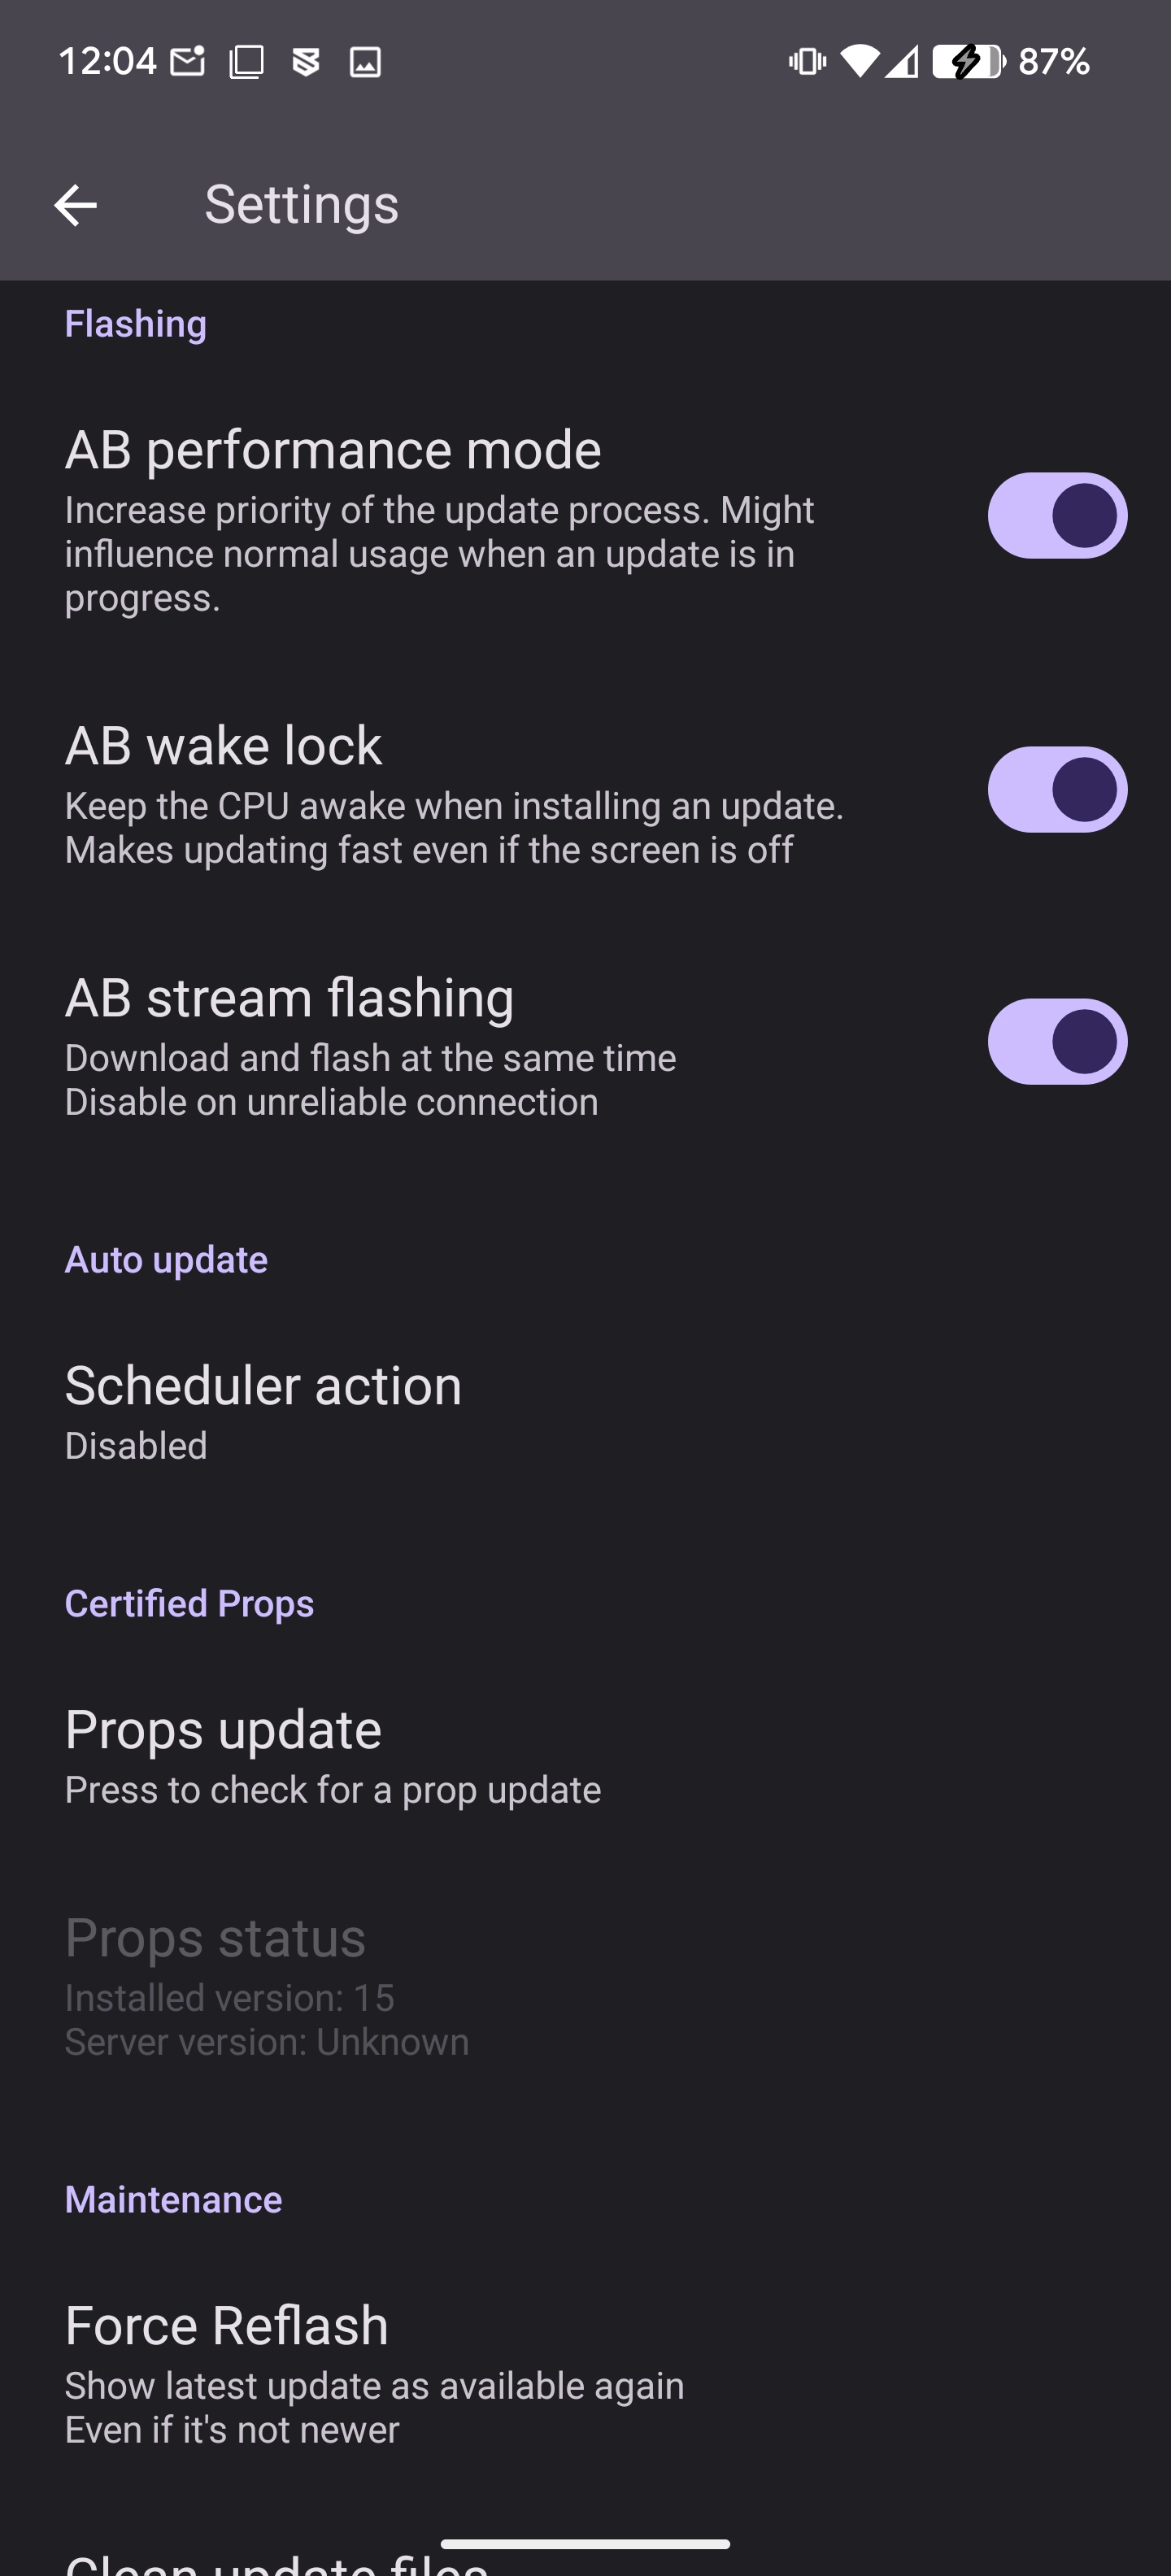 12:04
87%
Settings
Flashing
AB performance mode
Increase priority of the update process. Might
influence normal usage when an update is in
progress.
AB wake lock
Keep the CPU awake when installing an update.
Makes updating fast even if the screen is off
AB stream flashing
Download and flash at the same time
Disable on unreliable connection
Auto update
Scheduler action
Disabled
Certified Props
Props update
Press to check for a prop update
Props status
Installed version: 15
Server version: Unknown
Maintenance
Force Reflash
Show latest update as available again
Even if it's not newer
Clean update files